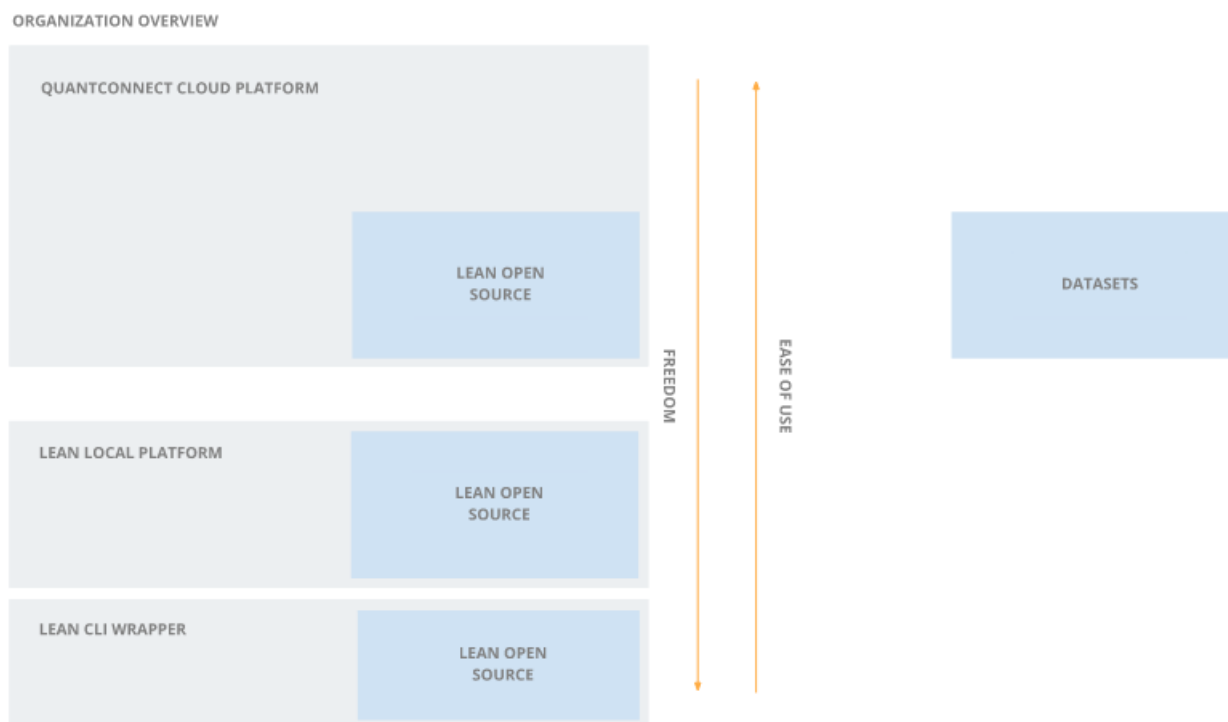 ORGANIZATION OVERVIEW
QUANTCONNECT CLOUD PLATFORM
LEAN OPEN
SOURCE
DATASETS
FREEDOM
EASE OF USE
LEAN LOCAL PLATFORM
LEAN OPEN
SOURCE
LEAN CLI WRAPPER
LEAN OPEN
SOURCE